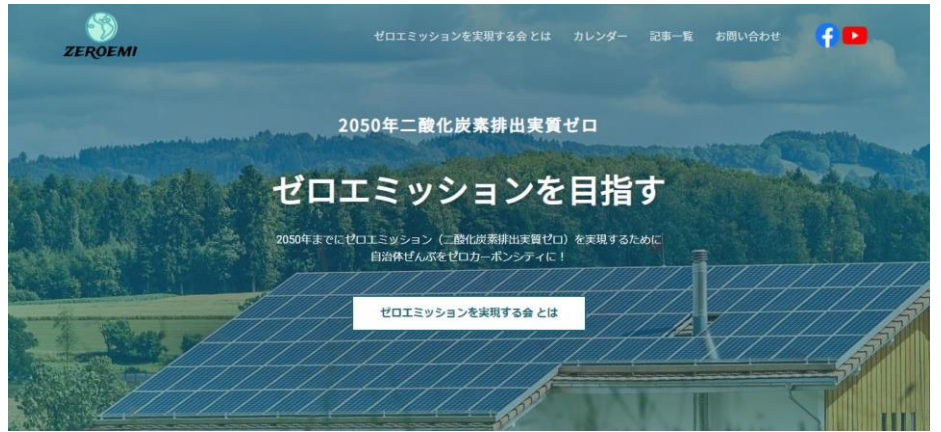 ZEROEMI
ゼロエミッションを実現する会 とは カレンダー 記事一覧 お問い合わせ
2050年二酸化炭素排出実質ゼロ
ゼロエミッションを目指す
2050年までにゼロエミッション（二酸化炭素排出実質ゼロ）を実現するために
自治体ぜんぶをゼロカーボンシティに！
ゼロエミッションを実現する会 とは